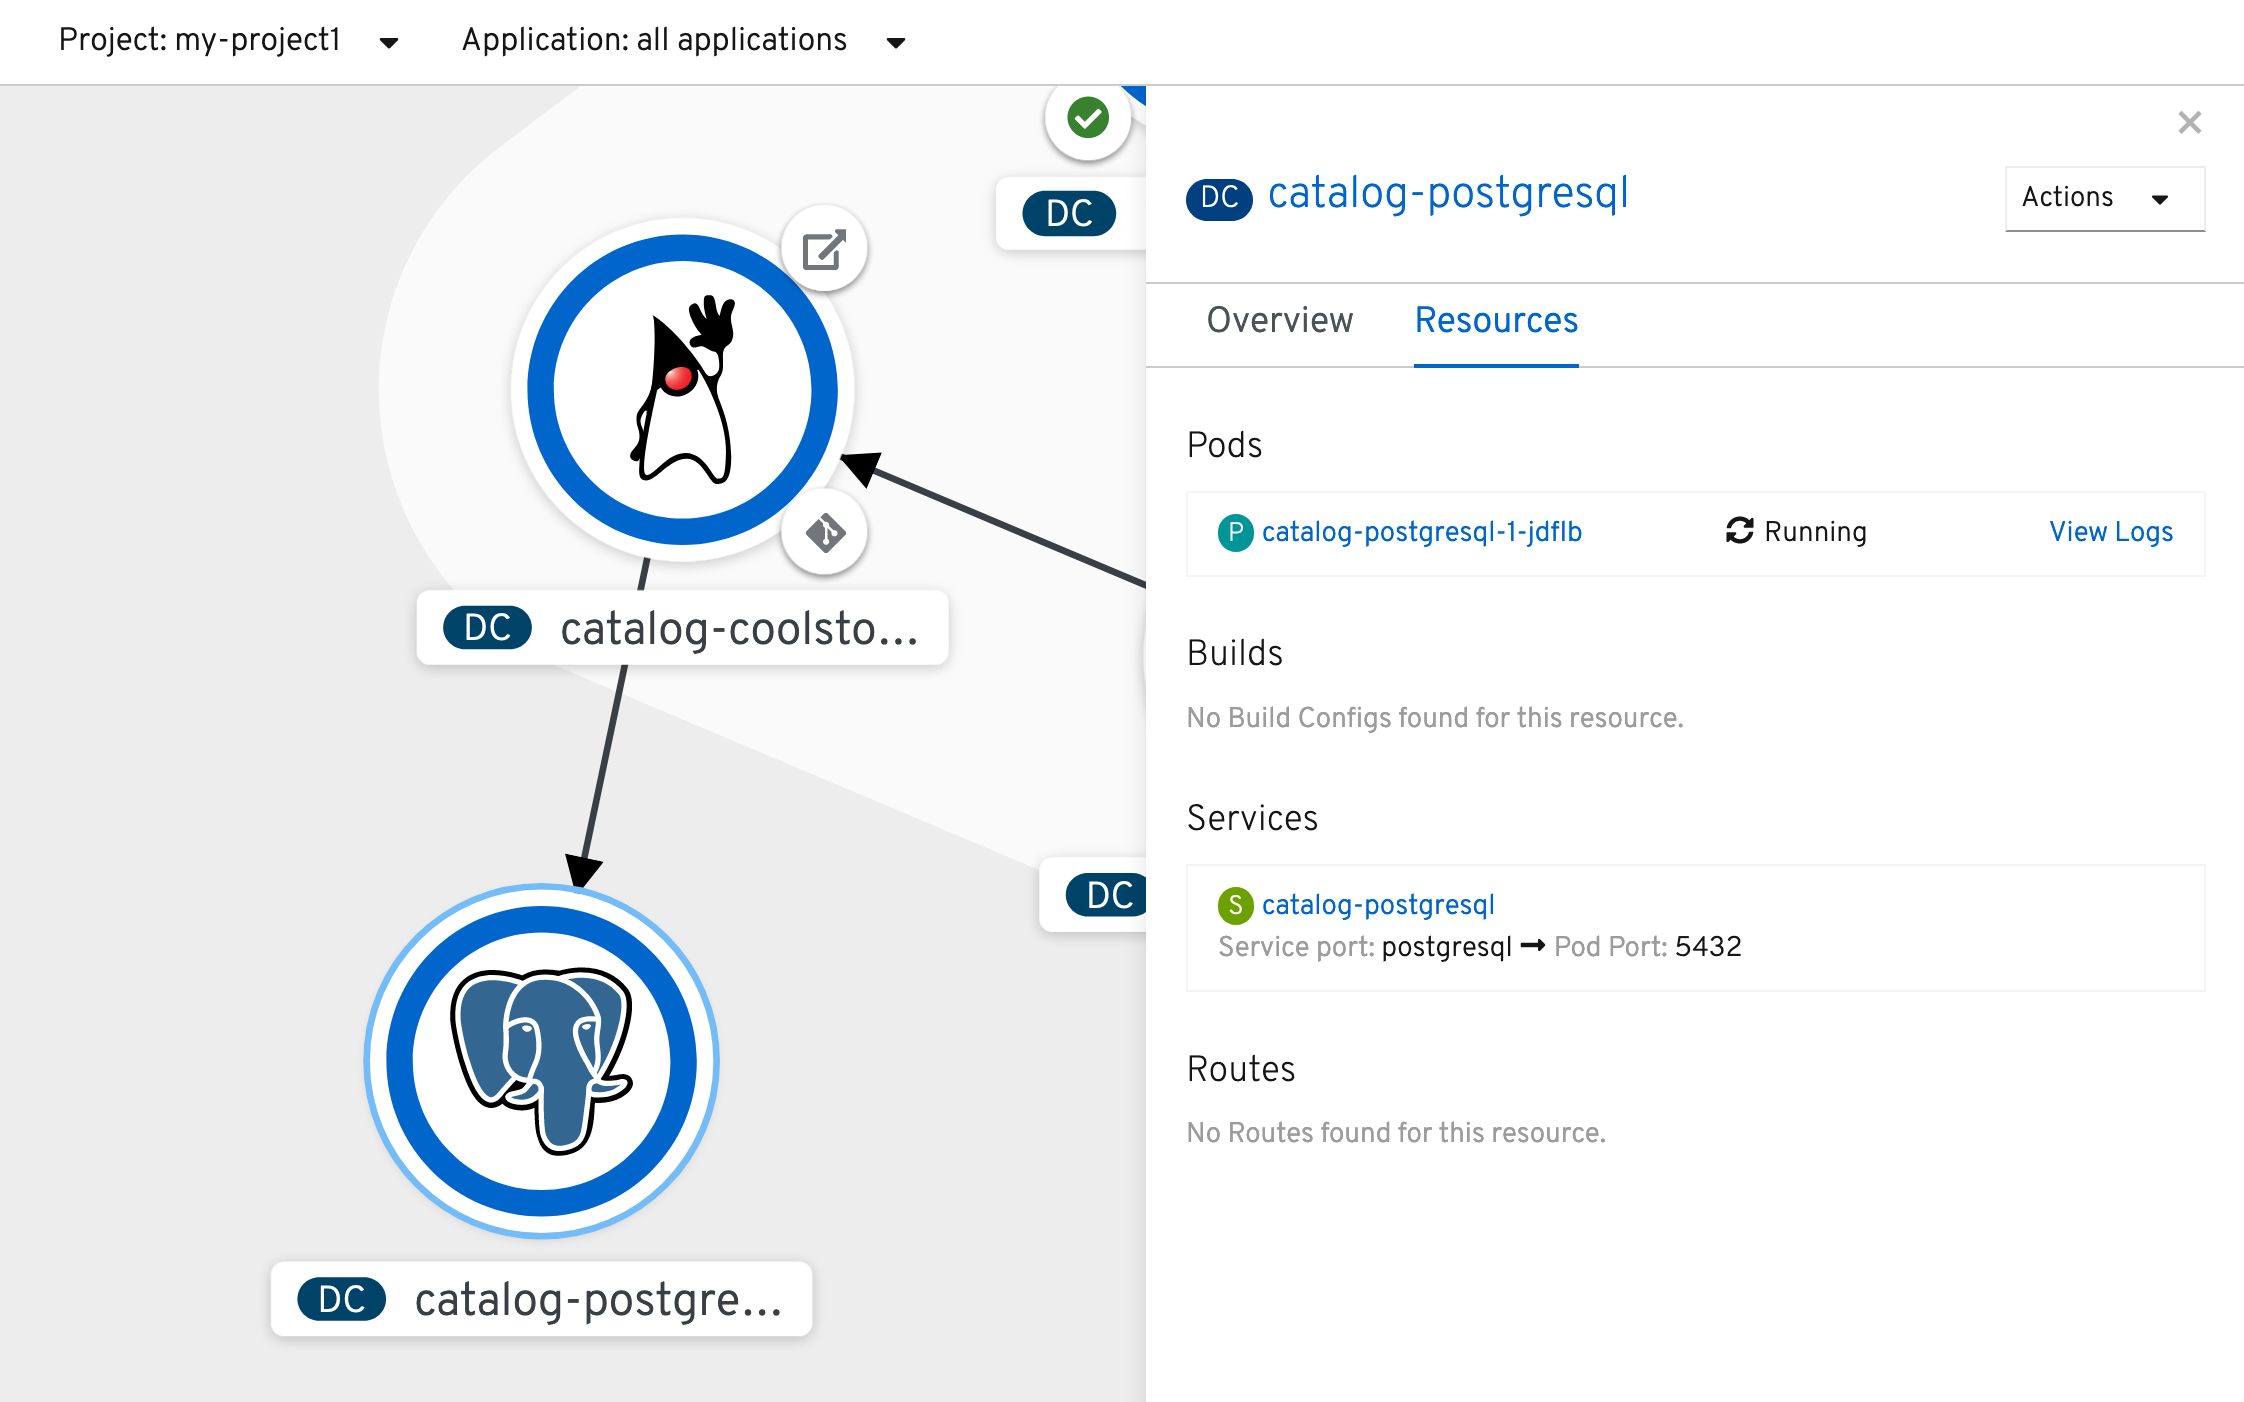 Project: my-project1
Application: all applications
DC
DC catalog-coolsto...
DC
DC catalog-postgre...
DC catalog-postgresql
Actions
Overview
Resources
Pods
P catalog-postgresql-1-jdflb
Running
View Logs
Builds
No Build Configs found for this resource.
Services
S catalog-postgresql
Service port: postgresql → Pod Port: 5432
Routes
No Routes found for this resource.